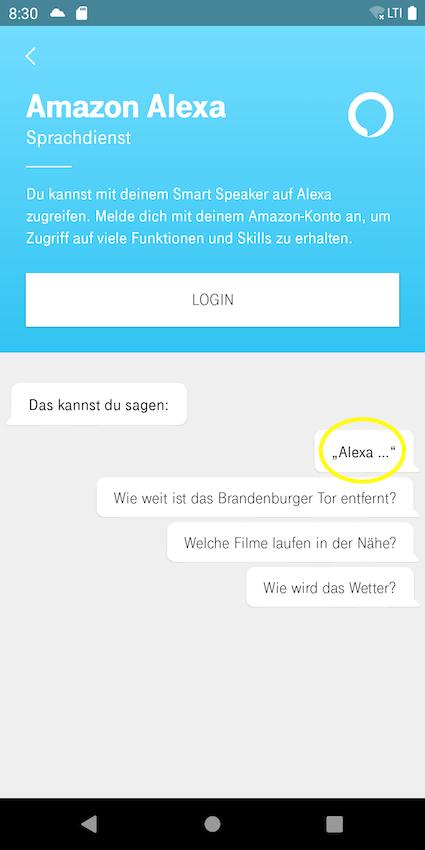 8:30 LTI
Amazon Alexa
Sprachdienst
Du kannst mit deinem Smart Speaker auf Alexa
zugreifen. Melde dich mit deinem Amazon-Konto an, um
Zugriff auf viele Funktionen und Skills zu erhalten.
LOGIN
Das kannst du sagen:
„Alexa ...“
Wie weit ist das Brandenburger Tor entfernt?
Welche Filme laufen in der Nähe?
Wie wird das Wetter?